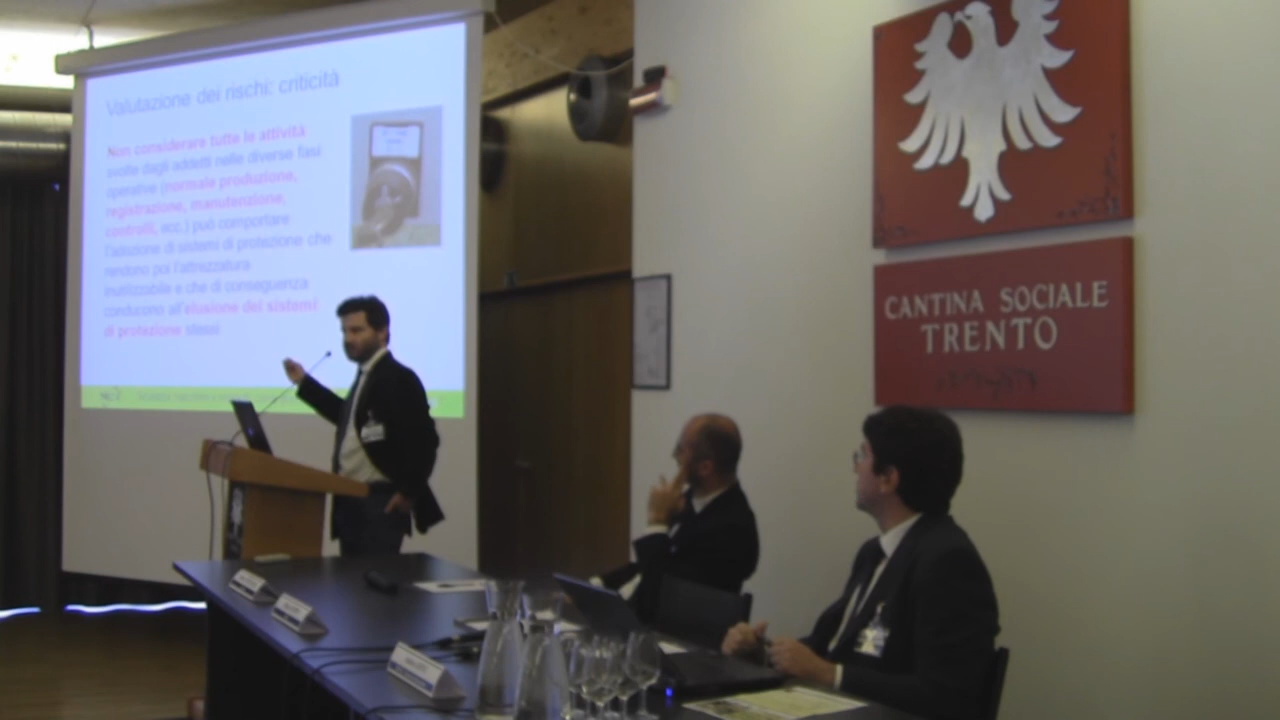 Valutazione dei rischi: criticità
Non considerare tutte le attività
svolte dagli addetti nelle diverse fasi
operative (normale produzione,
registrazione, manutenzione,
controlli, ecc.) può comportare
l'adozione di sistemi di protezione che
rendono poi l'attrezzatura
inutilizzabile e che di conseguenza
conducono all'elusione dei sistemi
di protezione stessi
CANTINA SOCIALE
TRENTO